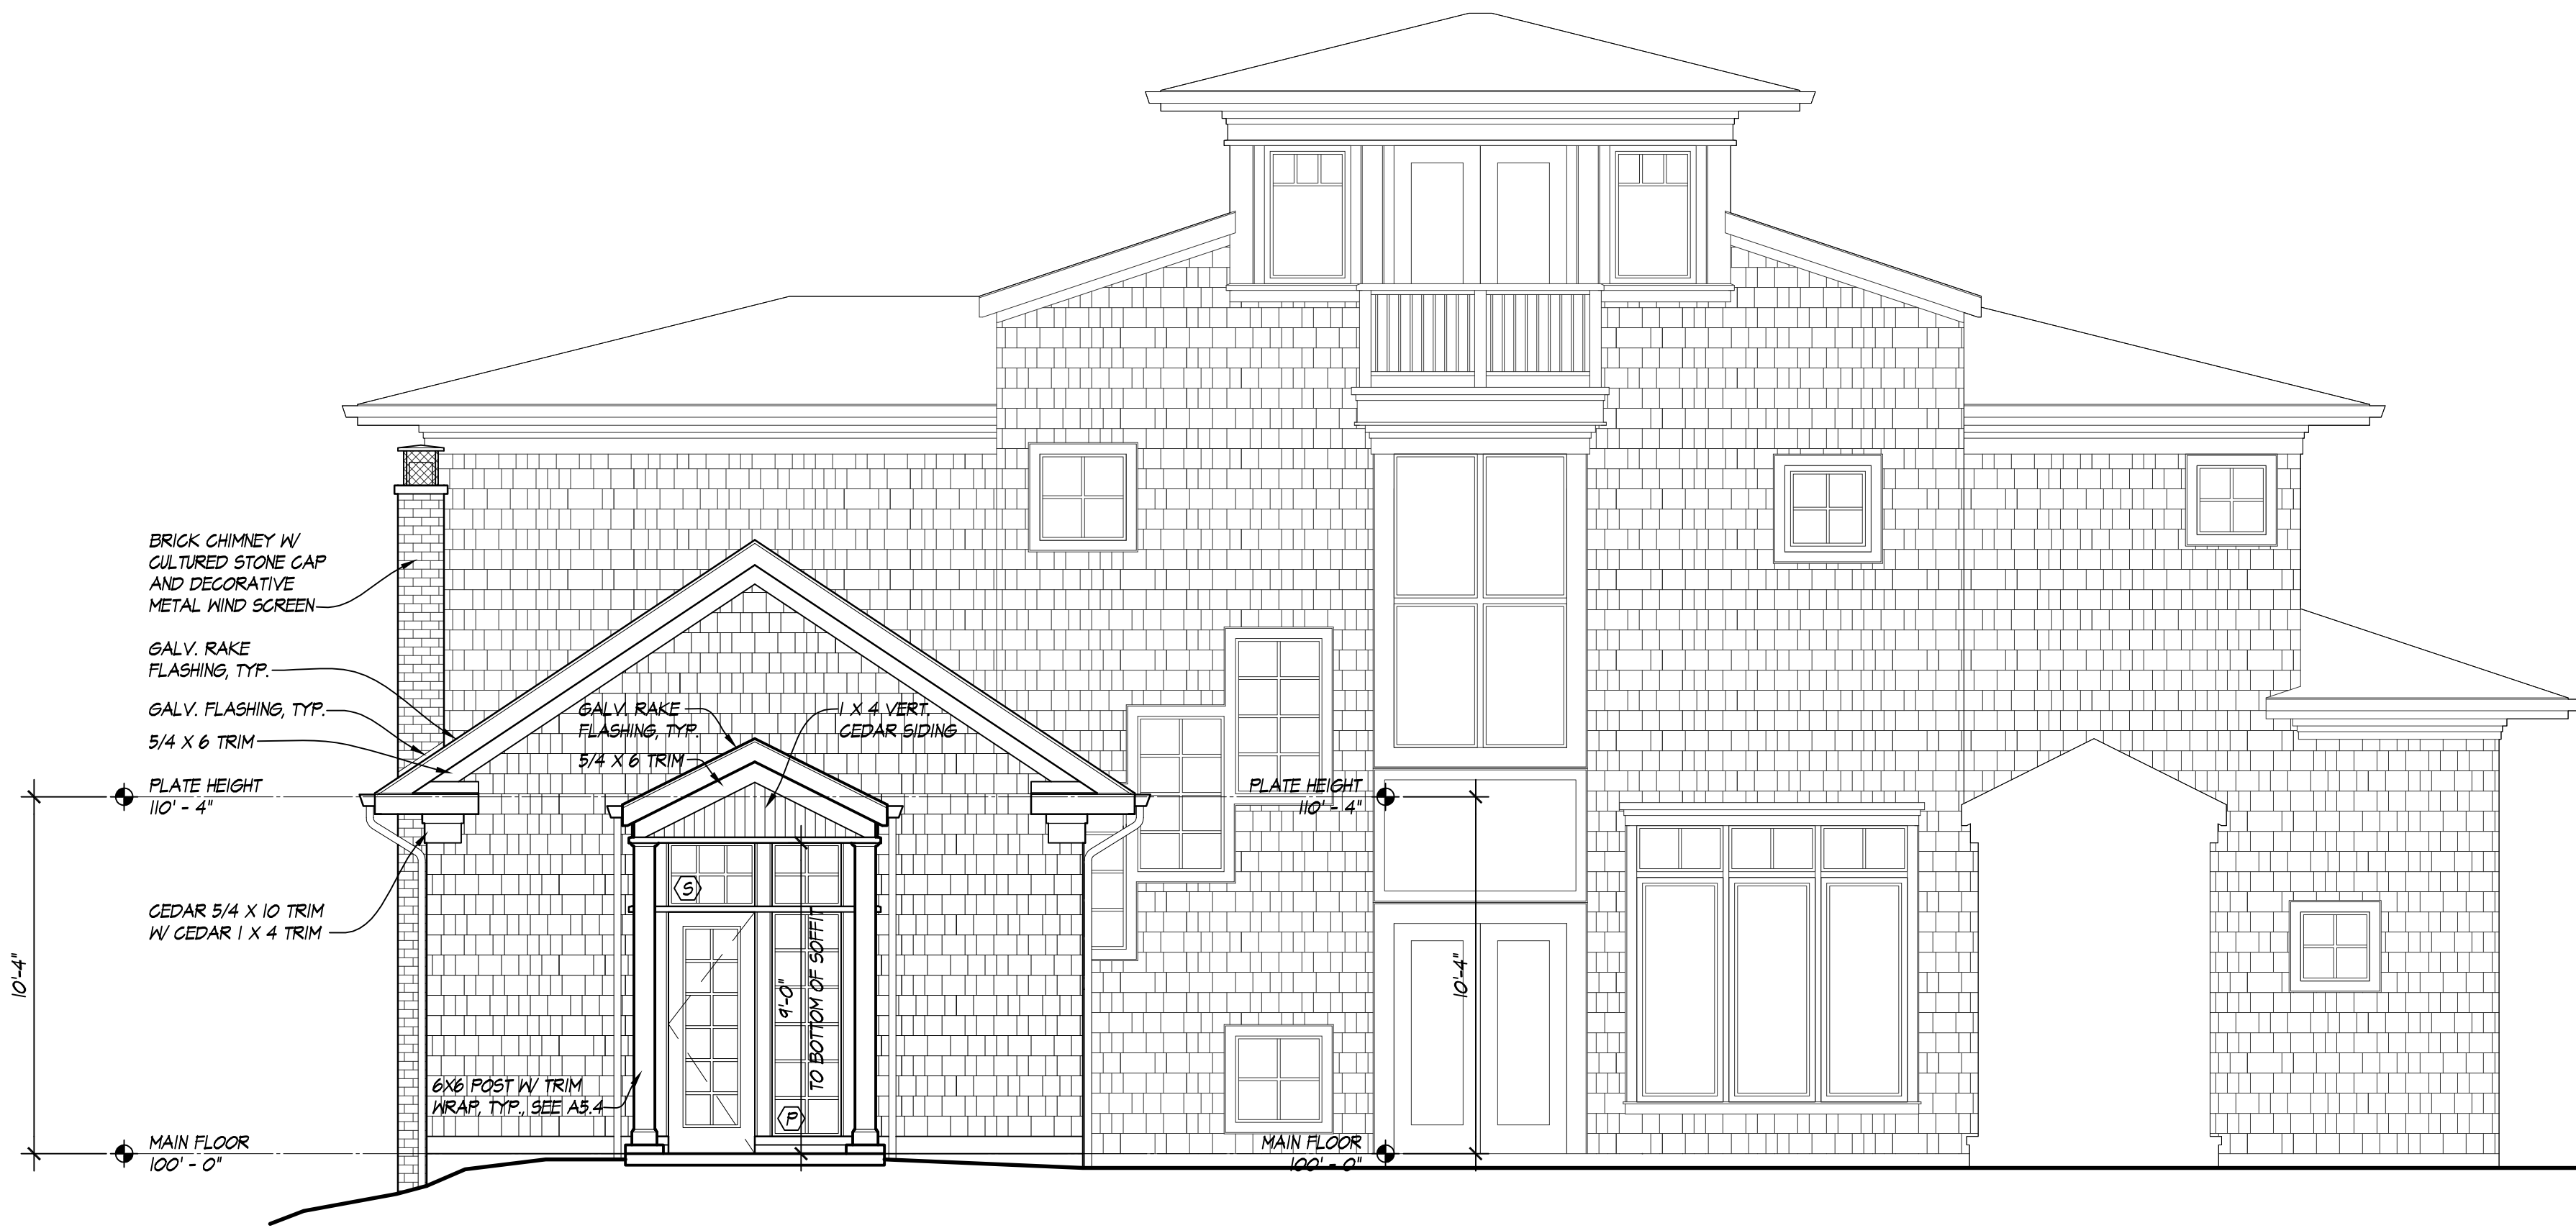 BRICK CHIMNEY W/
CULTURED STONE CAP
AND DECORATIVE
METAL WIND SCREEN
GALV. RAKE
FLASHING, TYP.
GALV. FLASHING, TYP.
5/4 X 6 TRIM
PLATE HEIGHT
110' - 4"
CEDAR 5/4 X 10 TRIM
W/ CEDAR 1 X 4 TRIM
10'-4"
MAIN FLOOR
100' - 0"
GALV. RAKE
FLASHING, TYP.
5/4 X 6 TRIM
1 X 4 VERT.
CEDAR SIDING
S
9'-0"
TO BOTTOM OF SOFFIT
6X6 POST W/ TRIM
WRAP, TYP., SEE A5.4
P
PLATE HEIGHT
110' - 4"
10'-4"
MAIN FLOOR
100' - 0"